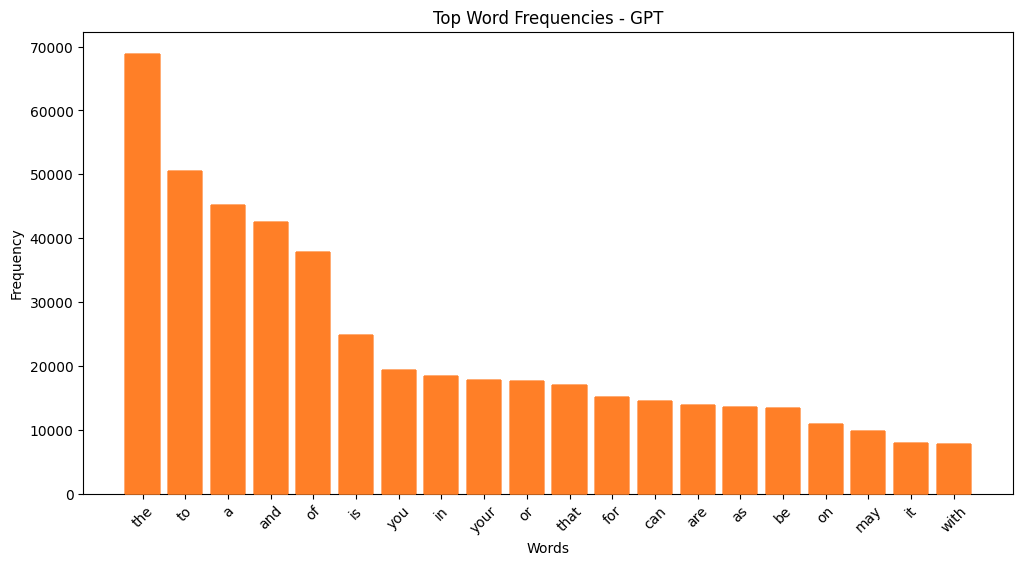 Top Word Frequencies - GPT
Frequency
70000
60000
50000
40000
30000
20000
10000
0
the to a and of is you in your or that for can are as be on may it with
Words